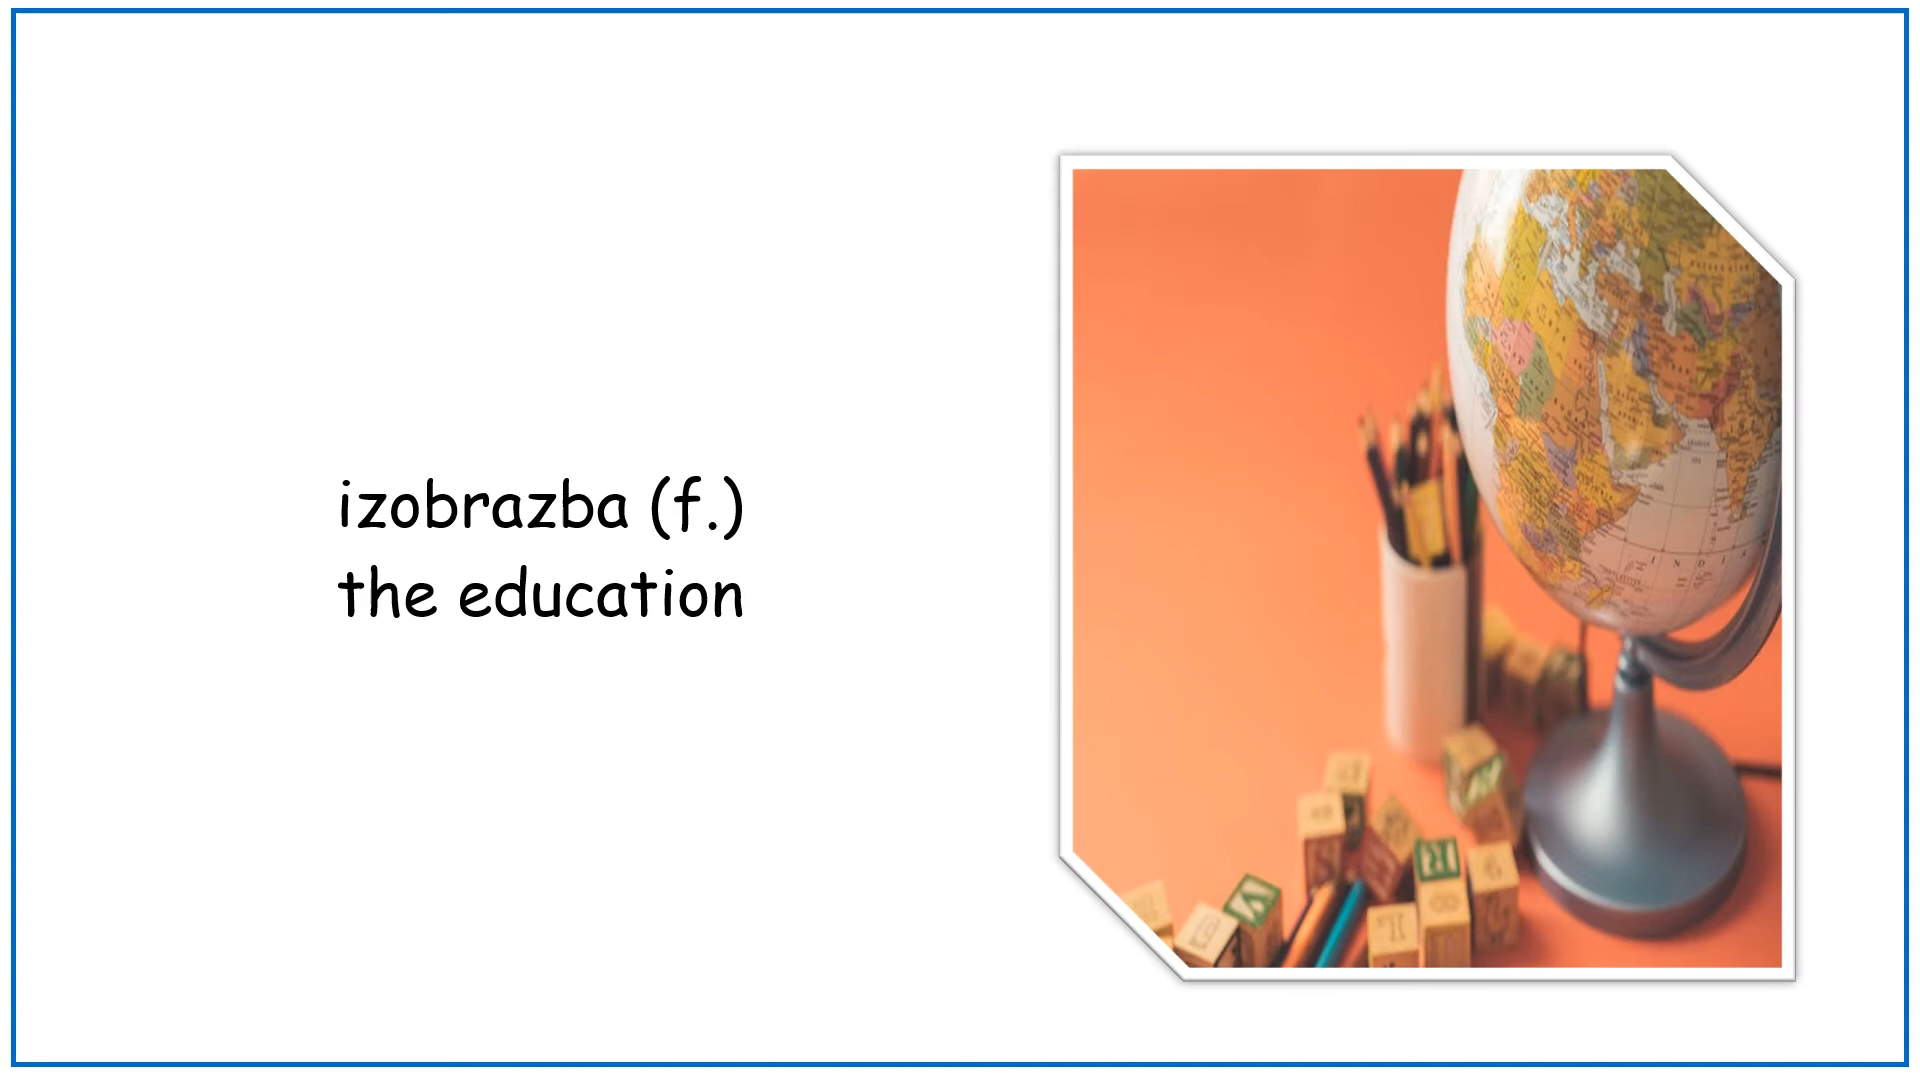 izobrazba (f.)
the education